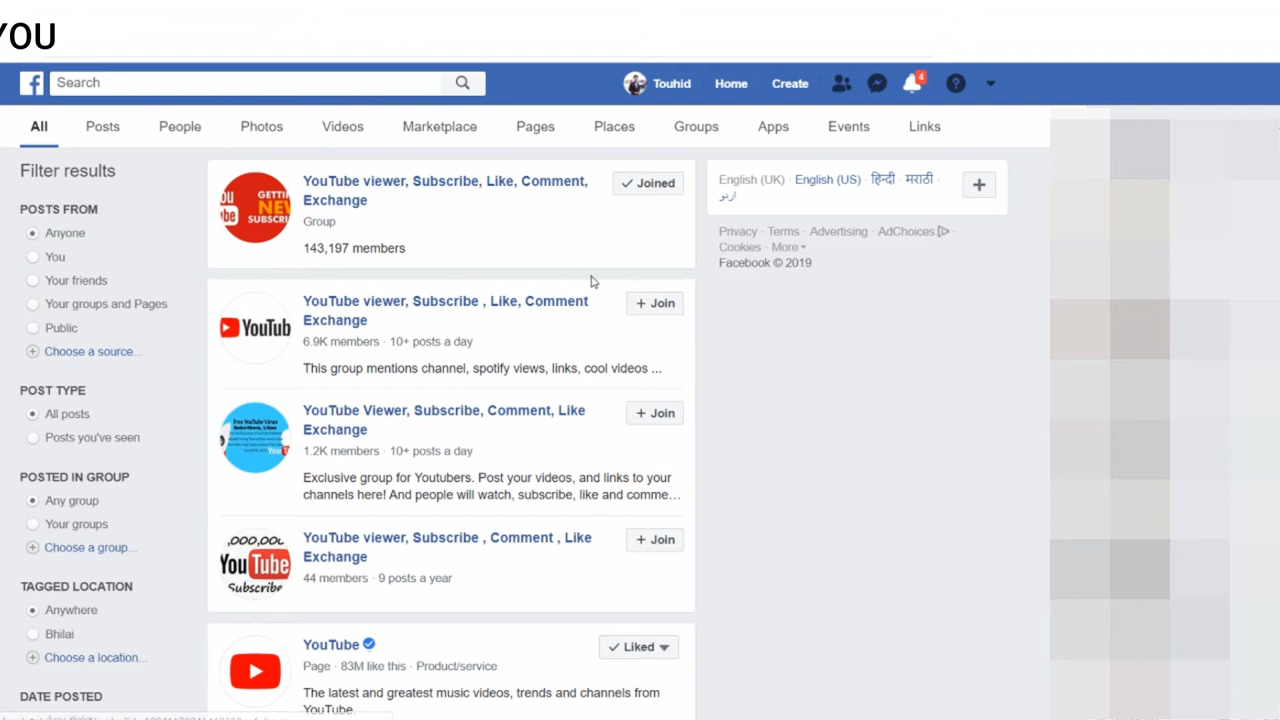 YOU
Search
Touhid Home Create 4
All Posts People Photos Videos Marketplace Pages Places Groups Apps Events Links
Filter results
POSTS FROM
Anyone
You
Your friends
Your groups and Pages
Public
Choose a source...
POST TYPE
All posts
Posts you've seen
POSTED IN GROUP
Any group
Your groups
Choose a group...
TAGGED LOCATION
Anywhere
Bhilai
Choose a location...
DATE POSTED
YouTube viewer, Subscribe, Like, Comment,
Exchange
Joined
Group
143,197 members
YouTube viewer, Subscribe , Like, Comment
Exchange
+ Join
6.9K members · 10+ posts a day
This group mentions channel, spotify views, links, cool videos ...
YouTube Viewer, Subscribe, Comment, Like
Exchange
+ Join
1.2K members · 10+ posts a day
Exclusive group for Youtubers. Post your videos, and links to your
channels here! And people will watch, subscribe, like and comme...
,000,00
YouTube
Subscribe
YouTube viewer, Subscribe , Comment , Like
Exchange
+ Join
44 members · 9 posts a year
YouTube
Liked
Page · 83M like this · Product/service
The latest and greatest music videos, trends and channels from
YouTube.
English (UK) · English (US) · हिन्दी · मराठी ·
اردو
Privacy · Terms · Advertising · AdChoices ·
Cookies · More
Facebook © 2019